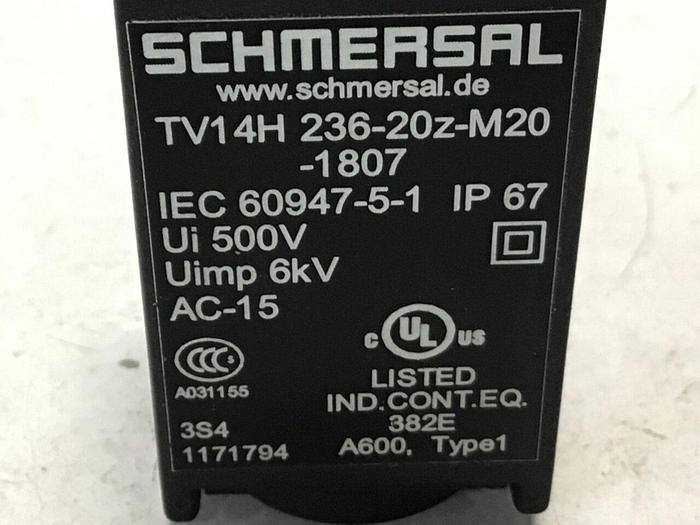 SCHMERSAL
www.schmersal.de
TV14H 236-20z-M20
-1807
IEC 60947-5-1 IP 67
Ui 500V
Uimp 6kV
AC-15
CCC S
A031155
c UL US
LISTED
IND.CONT.EQ.
382E
A600, Type1
3S4
1171794